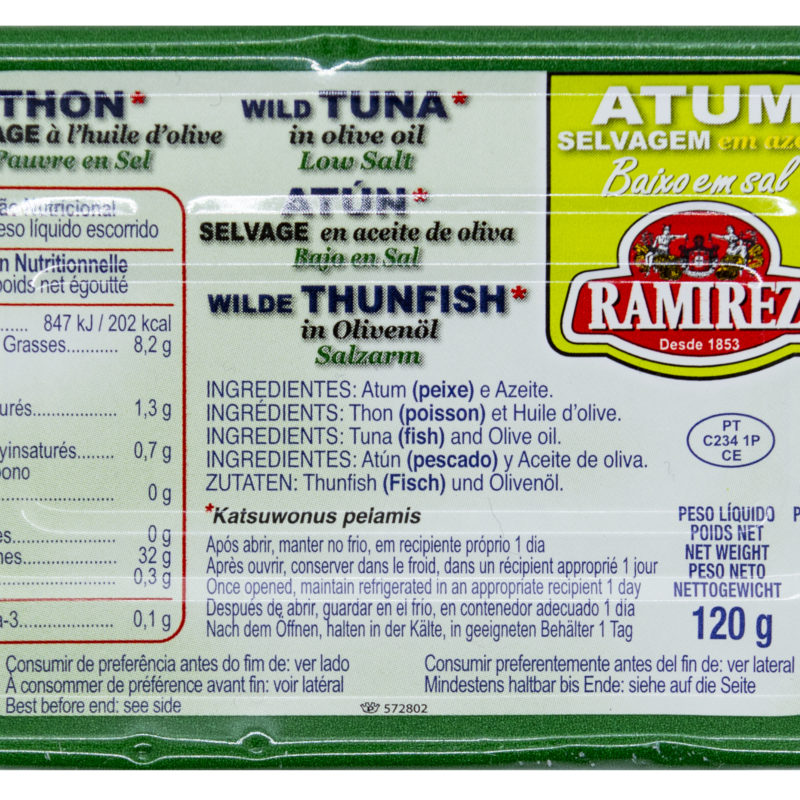 THON*
AGE à l'huile d'olive
Pauvre en Sel
WILD TUNA*
in olive oil
Low Salt
ATÚN*
SELVAGE en aceite de oliva
Bajo en Sal
WILDE THUNFISH*
in Olivenöl
Salzarm
ATUM
SELVAGEM em aze
Baixo em sal
RAMIREZ
Desde 1853
ão Nutricional
eso líquido escorrido
n Nutritionnelle
poids net égoutté
847 kJ / 202 kcal
Grasses........... 8,2 g
urés.................. 1,3 g
yinsaturés....... 0,7 g
ono
0 g
es..................... 0 g
nes................... 32 g
0,3 g
a-3.................... 0,1 g
INGREDIENTES: Atum (peixe) e Azeite.
INGRÉDIENTS: Thon (poisson) et Huile d'olive.
INGREDIENTS: Tuna (fish) and Olive oil.
INGREDIENTES: Atún (pescado) y Aceite de oliva.
ZUTATEN: Thunfish (Fisch) und Olivenöl.
*Katsuwonus pelamis
Após abrir, manter no frio, em recipiente próprio 1 dia
Après ouvrir, conserver dans le froid, dans un récipient approprié 1 jour
Once opened, maintain refrigerated in an appropriate recipient 1 day
Después de abrir, guardar en el frío, en contenedor adecuado 1 día
Nach dem Öffnen, halten in der Kälte, in geeigneten Behälter 1 Tag
PT
C234 1P
CE
PESO LÍQUIDO
POIDS NET
NET WEIGHT
PESO NETO
NETTOGEWICHT
120 g
P
Consumir de preferência antes do fim de: ver lado
À consommer de préférence avant fin: voir latéral
Best before end: see side
Consumir preferentemente antes del fin de: ver lateral
Mindestens haltbar bis Ende: siehe auf die Seite
572802